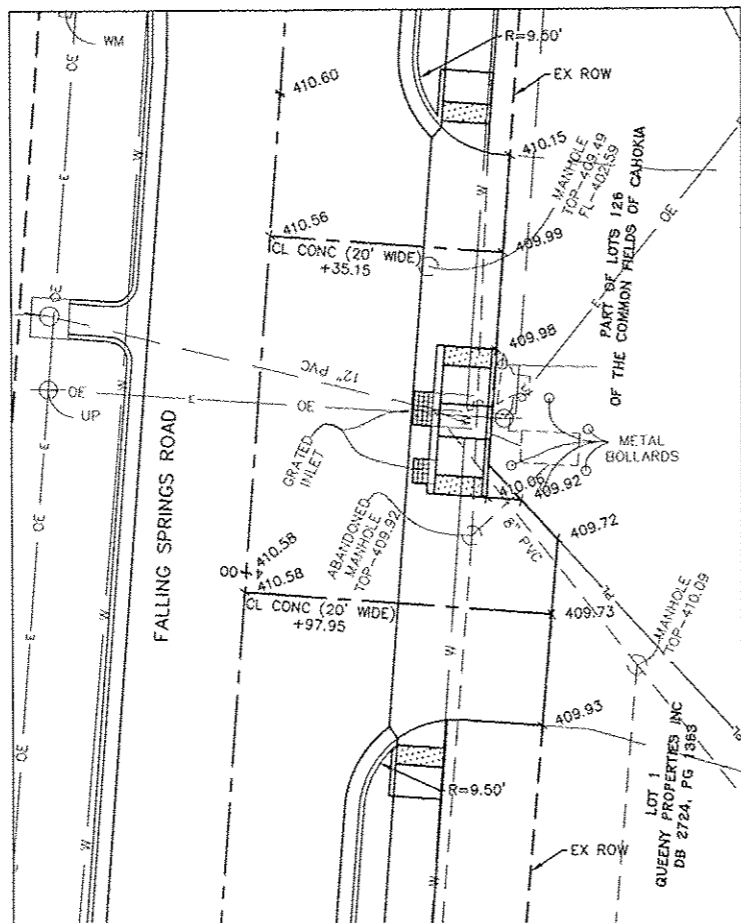 WM
OE
E
W
R=9.50'
EX ROW
410.60
410.15
MANHOLE
TOP-409.49
FL-402.59
PART OF LOTS 126
OF THE COMMON FIELDS OF CAHOKIA
410.56
CL CONC (20' WIDE)
+35.15
409.99
OE
E
409.98
12" PVC
OE
E
OE
UP
GRATED
INLET
METAL
BOLLARDS
FALLING SPRINGS ROAD
ABANDONED
MANHOLE
TOP-409.92
410.06
409.92
8" PVC
409.72
00
410.58
410.58
CL CONC (20' WIDE)
+97.95
409.73
MANHOLE
TOP-410.09
409.93
LOT 1
QUEENY PROPERTIES INC
DB 2724, PG 1363
R=9.50'
EX ROW
OE
E
W